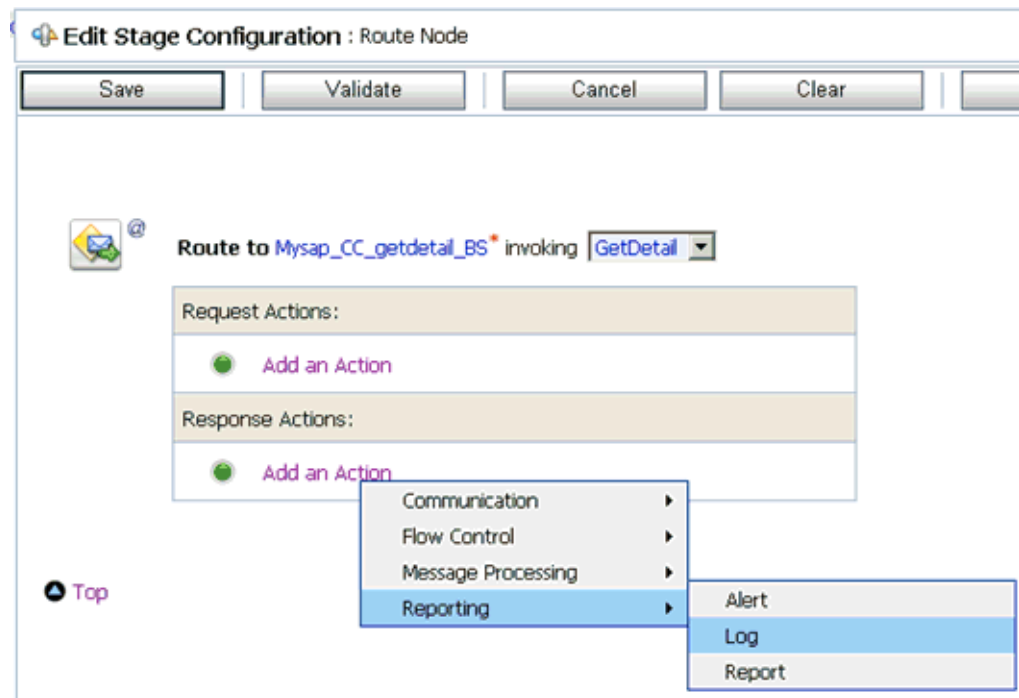 Edit Stage Configuration : Route Node
Save Validate Cancel Clear
@
Route to Mysap_CC_getdetail_BS* invoking GetDetail
Request Actions:
Add an Action
Response Actions:
Add an Action
Communication
Flow Control
Message Processing
Reporting
Alert
Log
Report
Top